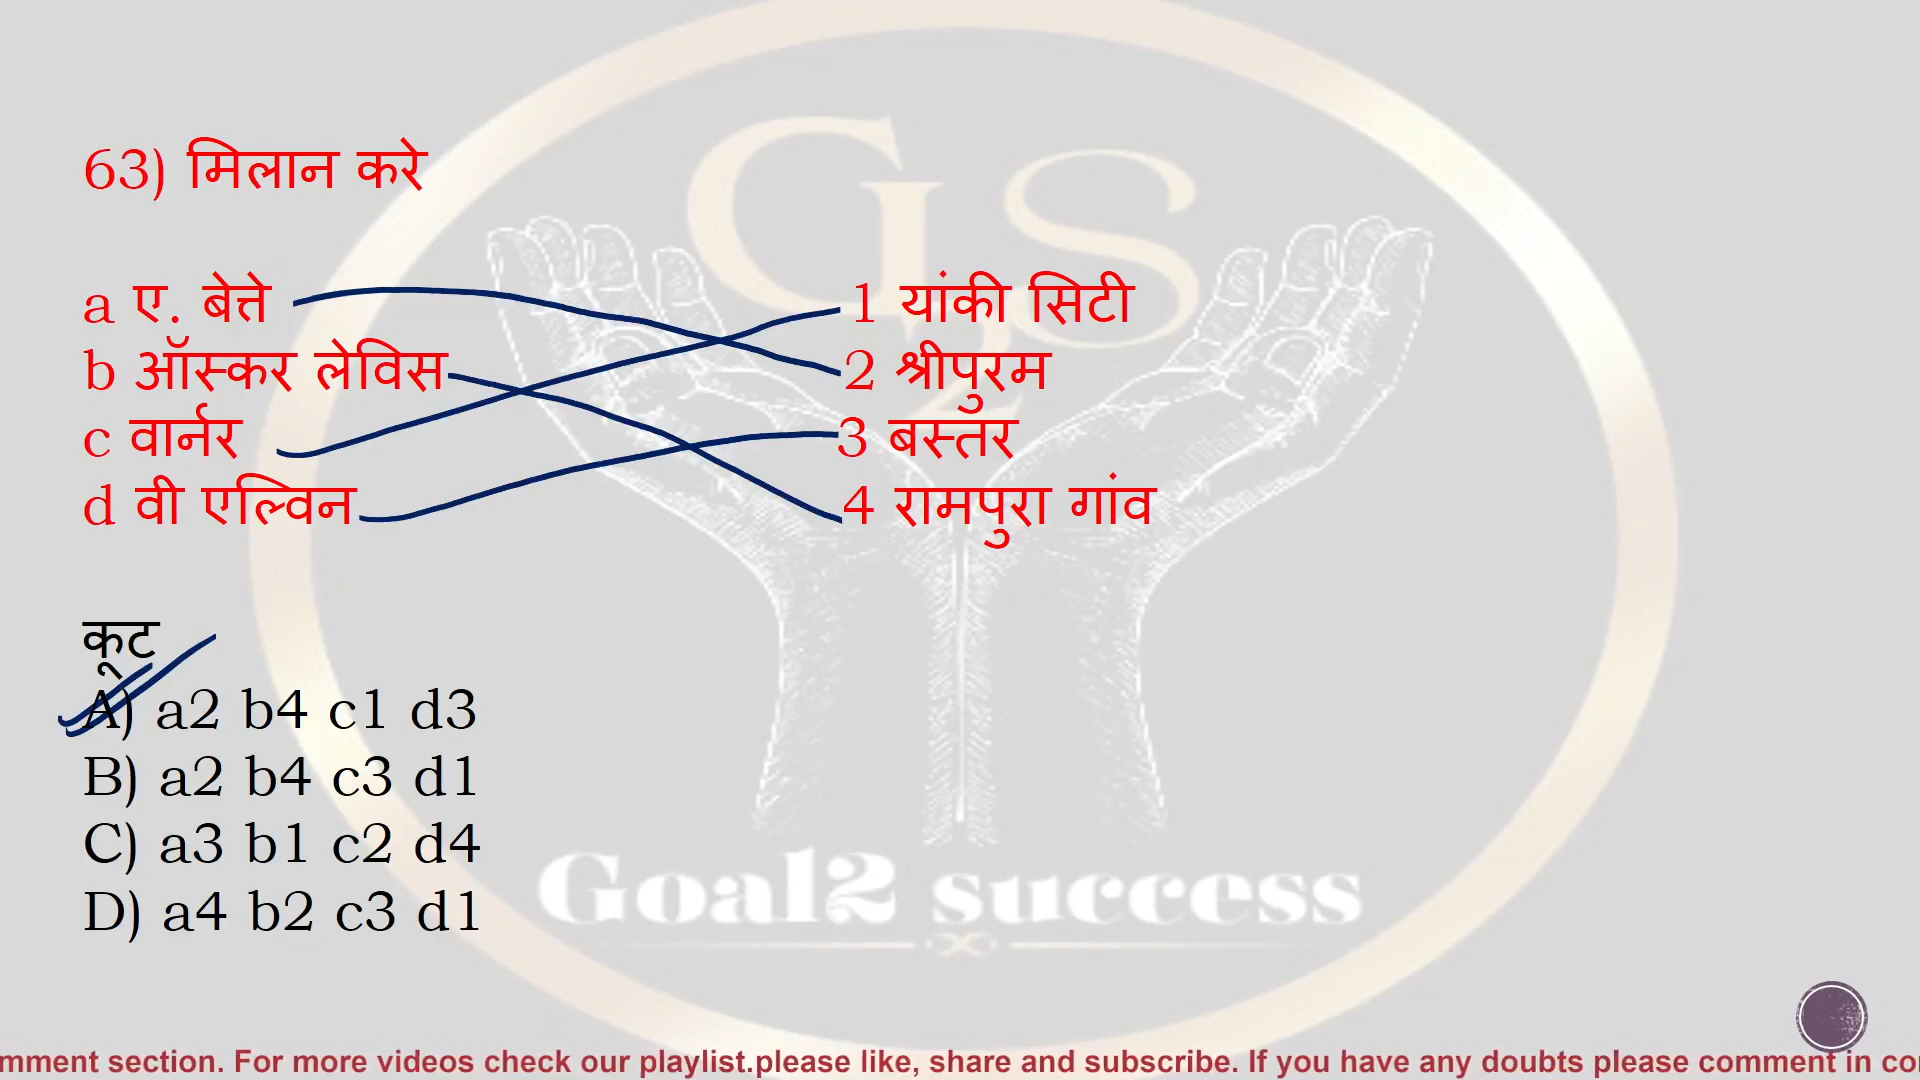 63) मिलान करे
a ए. बेत्ते 1 यांकी सिटी
b ऑस्कर लेविस 2 श्रीपुरम
c वार्नर 3 बस्तर
d वी एल्विन 4 रामपुरा गांव
कूट
A) a2 b4 c1 d3
B) a2 b4 c3 d1
C) a3 b1 c2 d4
D) a4 b2 c3 d1
G2S
Goal2 success
mment section. For more videos check our playlist.please like, share and subscribe. If you have any doubts please comment in co